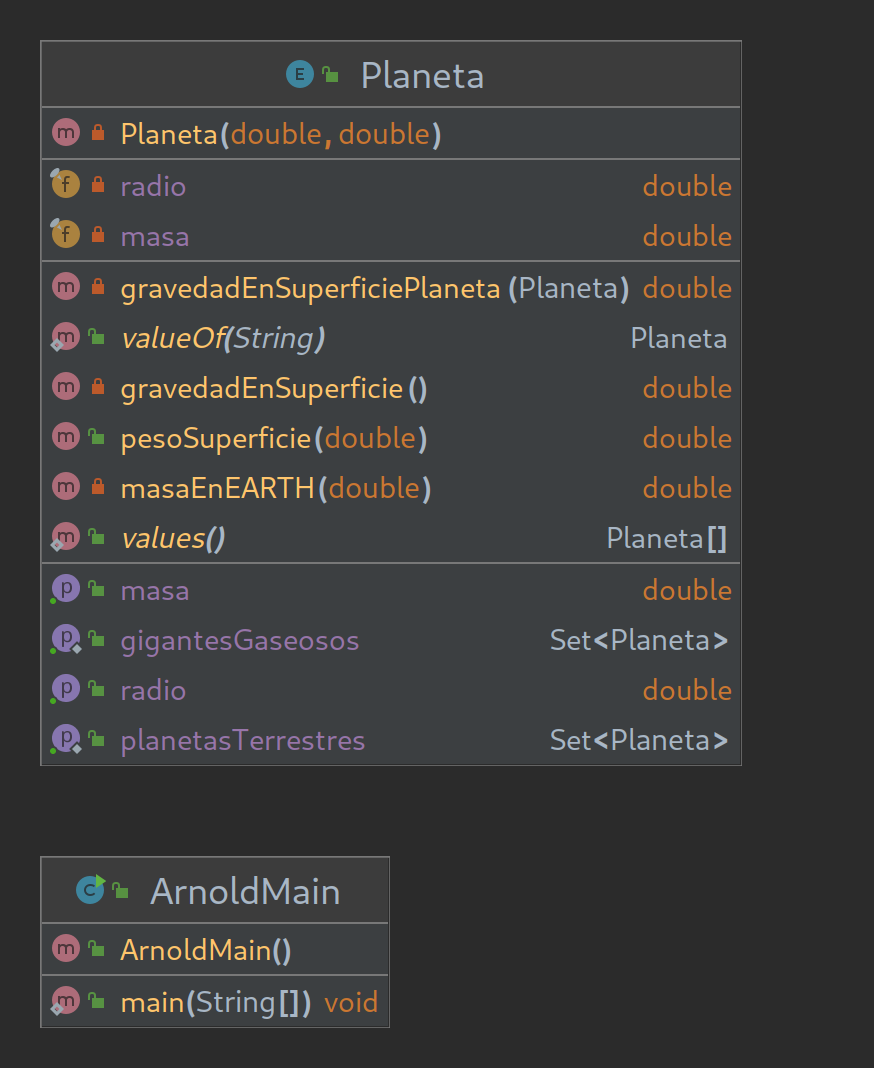 E Planeta
m Planeta(double, double)
f radio double
f masa double
m gravedadEnSuperficiePlaneta(Planeta) double
m valueOf(String) Planeta
m gravedadEnSuperficie() double
m pesoSuperficie(double) double
m masaEnEARTH(double) double
m values() Planeta[]
p masa double
p gigantesGaseosos Set<Planeta>
p radio double
p planetasTerrestres Set<Planeta>
C ArnoldMain
m ArnoldMain()
m main(String[]) void